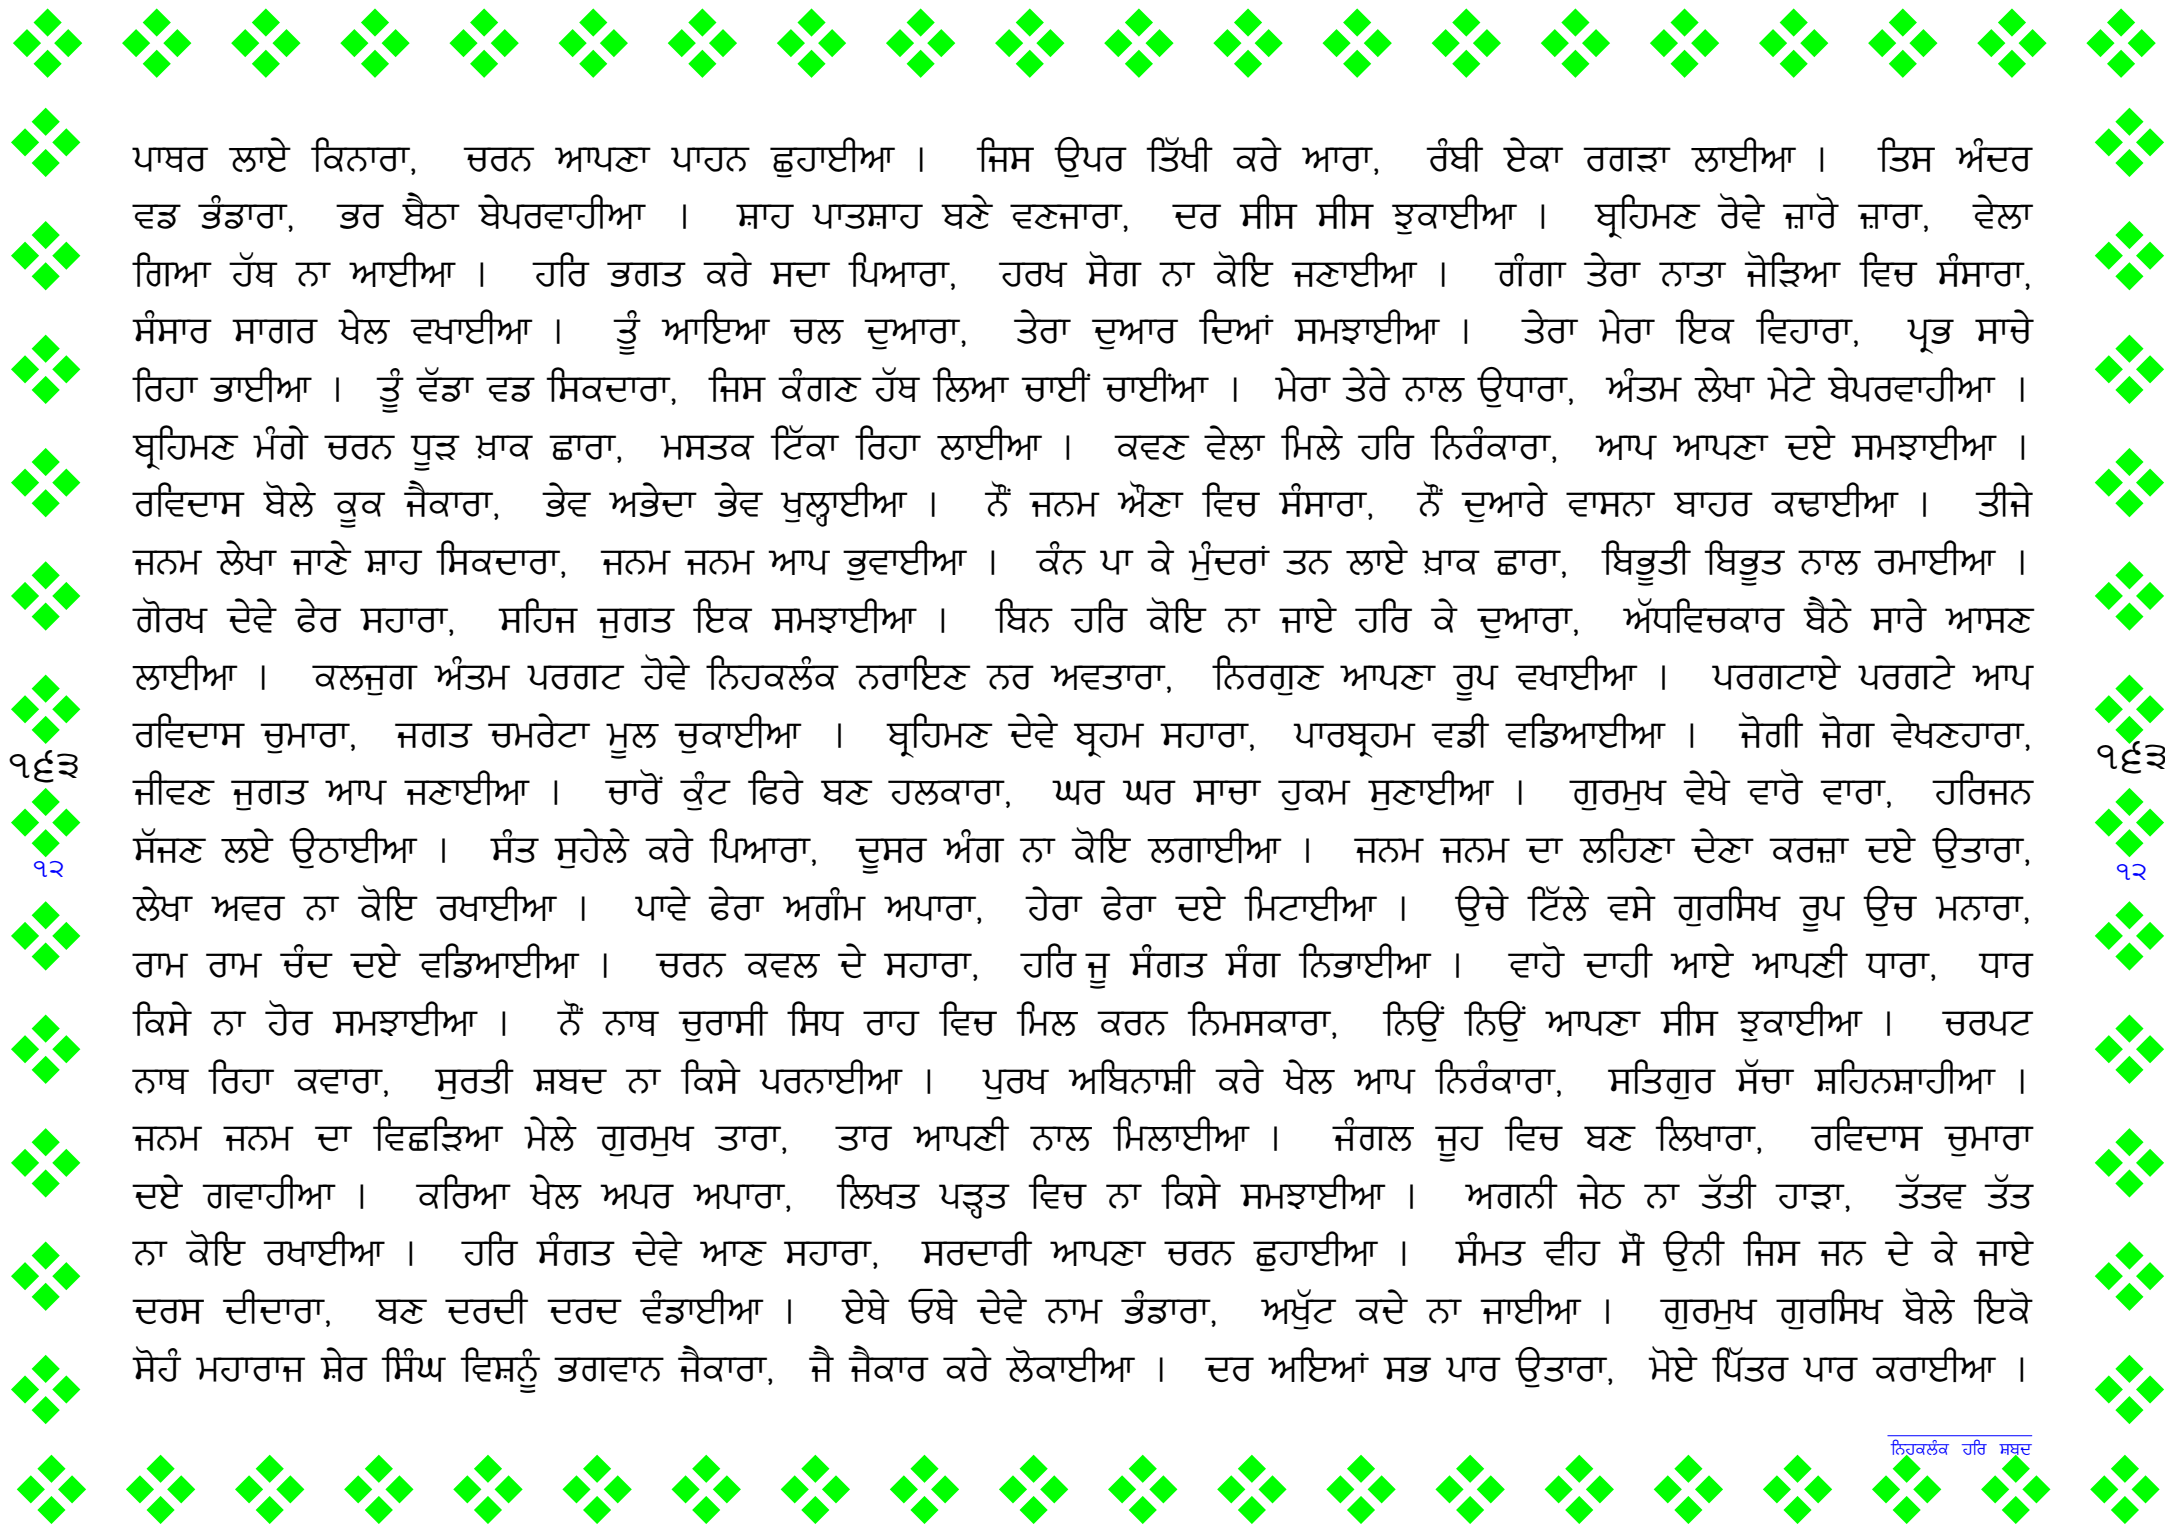 ਪਾਥਰ ਲਾਏ ਕਿਨਾਰਾ, ਚਰਨ ਆਪਣਾ ਪਾਹਨ ਛੁਹਾਈਆ । ਜਿਸ ਉਪਰ ਤਿੱਖੀ ਕਰੇ ਆਰਾ, ਰੰਬੀ ਏਕਾ ਰਗੜਾ ਲਾਈਆ । ਤਿਸ ਅੰਦਰ
ਵਡ ਭੰਡਾਰਾ, ਭਰ ਬੈਠਾ ਬੇਪਰਵਾਹੀਆ । ਸ਼ਾਹ ਪਾਤਸ਼ਾਹ ਬਣੇ ਵਣਜਾਰਾ, ਦਰ ਸੀਸ ਸੀਸ ਝੁਕਾਈਆ । ਬ੍ਰਹਿਮਣ ਰੋਵੇ ਜ਼ਾਰੋ ਜ਼ਾਰਾ, ਵੇਲਾ
ਗਿਆ ਹੱਥ ਨਾ ਆਈਆ । ਹਰਿ ਭਗਤ ਕਰੇ ਸਦਾ ਪਿਆਰਾ, ਹਰਖ ਸੋਗ ਨਾ ਕੋਇ ਜਣਾਈਆ । ਗੰਗਾ ਤੇਰਾ ਨਾਤਾ ਜੋੜਿਆ ਵਿਚ ਸੰਸਾਰਾ,
ਸੰਸਾਰ ਸਾਗਰ ਖੇਲ ਵਖਾਈਆ । ਤੂੰ ਆਇਆ ਚਲ ਦੁਆਰਾ, ਤੇਰਾ ਦੁਆਰ ਦਿਆਂ ਸਮਝਾਈਆ । ਤੇਰਾ ਮੇਰਾ ਇਕ ਵਿਹਾਰਾ, ਪ੍ਰਭ ਸਾਚੇ
ਰਿਹਾ ਭਾਈਆ । ਤੂੰ ਵੱਡਾ ਵਡ ਸਿਕਦਾਰਾ, ਜਿਸ ਕੰਗਣ ਹੱਥ ਲਿਆ ਚਾਈਂ ਚਾਈਂਆ । ਮੇਰਾ ਤੇਰੇ ਨਾਲ ਉਧਾਰਾ, ਅੰਤਮ ਲੇਖਾ ਮੇਟੇ ਬੇਪਰਵਾਹੀਆ ।
ਬ੍ਰਹਿਮਣ ਮੰਗੇ ਚਰਨ ਧੂੜ ਖ਼ਾਕ ਛਾਰਾ, ਮਸਤਕ ਟਿੱਕਾ ਰਿਹਾ ਲਾਈਆ । ਕਵਣ ਵੇਲਾ ਮਿਲੇ ਹਰਿ ਨਿਰੰਕਾਰਾ, ਆਪ ਆਪਣਾ ਦਏ ਸਮਝਾਈਆ ।
ਰਵਿਦਾਸ ਬੋਲੇ ਕੂਕ ਜੈਕਾਰਾ, ਭੇਵ ਅਭੇਦਾ ਭੇਵ ਖੁਲ੍ਹਾਈਆ । ਨੌਂ ਜਨਮ ਔਣਾ ਵਿਚ ਸੰਸਾਰਾ, ਨੌਂ ਦੁਆਰੇ ਵਾਸਨਾ ਬਾਹਰ ਕਢਾਈਆ । ਤੀਜੇ
ਜਨਮ ਲੇਖਾ ਜਾਣੇ ਸ਼ਾਹ ਸਿਕਦਾਰਾ, ਜਨਮ ਜਨਮ ਆਪ ਭੁਵਾਈਆ । ਕੰਨ ਪਾ ਕੇ ਮੁੰਦਰਾਂ ਤਨ ਲਾਏ ਖ਼ਾਕ ਛਾਰਾ, ਬਿਭੂਤੀ ਬਿਭੂਤ ਨਾਲ ਰਮਾਈਆ ।
ਗੋਰਖ ਦੇਵੇ ਫੇਰ ਸਹਾਰਾ, ਸਹਿਜ ਜੁਗਤ ਇਕ ਸਮਝਾਈਆ । ਬਿਨ ਹਰਿ ਕੋਇ ਨਾ ਜਾਏ ਹਰਿ ਕੇ ਦੁਆਰਾ, ਅੱਧਵਿਚਕਾਰ ਬੈਠੇ ਸਾਰੇ ਆਸਣ
ਲਾਈਆ । ਕਲਜੁਗ ਅੰਤਮ ਪਰਗਟ ਹੋਵੇ ਨਿਹਕਲੰਕ ਨਰਾਇਣ ਨਰ ਅਵਤਾਰਾ, ਨਿਰਗੁਣ ਆਪਣਾ ਰੂਪ ਵਖਾਈਆ । ਪਰਗਟਾਏ ਪਰਗਟੇ ਆਪ
ਰਵਿਦਾਸ ਚੁਮਾਰਾ, ਜਗਤ ਚਮਰੇਟਾ ਮੂਲ ਚੁਕਾਈਆ । ਬ੍ਰਹਿਮਣ ਦੇਵੇ ਬ੍ਰਹਮ ਸਹਾਰਾ, ਪਾਰਬ੍ਰਹਮ ਵਡੀ ਵਡਿਆਈਆ । ਜੋਗੀ ਜੋਗ ਵੇਖਣਹਾਰਾ,
੧੬੩ ੧੬੩
ਜੀਵਣ ਜੁਗਤ ਆਪ ਜਣਾਈਆ । ਚਾਰੋਂ ਕੁੰਟ ਫਿਰੇ ਬਣ ਹਲਕਾਰਾ, ਘਰ ਘਰ ਸਾਚਾ ਹੁਕਮ ਸੁਣਾਈਆ । ਗੁਰਮੁਖ ਵੇਖੇ ਵਾਰੋ ਵਾਰਾ, ਹਰਿਜਨ
ਸੱਜਣ ਲਏ ਉਠਾਈਆ । ਸੰਤ ਸੁਹੇਲੇ ਕਰੇ ਪਿਆਰਾ, ਦੂਸਰ ਅੰਗ ਨਾ ਕੋਇ ਲਗਾਈਆ । ਜਨਮ ਜਨਮ ਦਾ ਲਹਿਣਾ ਦੇਣਾ ਕਰਜ਼ਾ ਦਏ ਉਤਾਰਾ,
੧੨ ੧੨
ਲੇਖਾ ਅਵਰ ਨਾ ਕੋਇ ਰਖਾਈਆ । ਪਾਵੇ ਫੇਰਾ ਅਗੰਮ ਅਪਾਰਾ, ਹੇਰਾ ਫੇਰਾ ਦਏ ਮਿਟਾਈਆ । ਉਚੇ ਟਿੱਲੇ ਵਸੇ ਗੁਰਸਿਖ ਰੂਪ ਉਚ ਮਨਾਰਾ,
ਰਾਮ ਰਾਮ ਚੰਦ ਦਏ ਵਡਿਆਈਆ । ਚਰਨ ਕਵਲ ਦੇ ਸਹਾਰਾ, ਹਰਿ ਜੂ ਸੰਗਤ ਸੰਗ ਨਿਭਾਈਆ । ਵਾਹੋ ਦਾਹੀ ਆਏ ਆਪਣੀ ਧਾਰਾ, ਧਾਰ
ਕਿਸੇ ਨਾ ਹੋਰ ਸਮਝਾਈਆ । ਨੌਂ ਨਾਥ ਚੁਰਾਸੀ ਸਿਧ ਰਾਹ ਵਿਚ ਮਿਲ ਕਰਨ ਨਿਮਸਕਾਰਾ, ਨਿਉਂ ਨਿਉਂ ਆਪਣਾ ਸੀਸ ਝੁਕਾਈਆ । ਚਰਪਟ
ਨਾਥ ਰਿਹਾ ਕਵਾਰਾ, ਸੁਰਤੀ ਸ਼ਬਦ ਨਾ ਕਿਸੇ ਪਰਨਾਈਆ । ਪੁਰਖ ਅਬਿਨਾਸ਼ੀ ਕਰੇ ਖੇਲ ਆਪ ਨਿਰੰਕਾਰਾ, ਸਤਿਗੁਰ ਸੱਚਾ ਸ਼ਹਿਨਸ਼ਾਹੀਆ ।
ਜਨਮ ਜਨਮ ਦਾ ਵਿਛੜਿਆ ਮੇਲੇ ਗੁਰਮੁਖ ਤਾਰਾ, ਤਾਰ ਆਪਣੀ ਨਾਲ ਮਿਲਾਈਆ । ਜੰਗਲ ਜੂਹ ਵਿਚ ਬਣ ਲਿਖਾਰਾ, ਰਵਿਦਾਸ ਚੁਮਾਰਾ
ਦਏ ਗਵਾਹੀਆ । ਕਰਿਆ ਖੇਲ ਅਪਰ ਅਪਾਰਾ, ਲਿਖਤ ਪੜ੍ਹਤ ਵਿਚ ਨਾ ਕਿਸੇ ਸਮਝਾਈਆ । ਅਗਨੀ ਜੇਠ ਨਾ ਤੱਤੀ ਹਾੜਾ, ਤੱਤਵ ਤੱਤ
ਨਾ ਕੋਇ ਰਖਾਈਆ । ਹਰਿ ਸੰਗਤ ਦੇਵੇ ਆਣ ਸਹਾਰਾ, ਸਰਦਾਰੀ ਆਪਣਾ ਚਰਨ ਛੁਹਾਈਆ । ਸੰਮਤ ਵੀਹ ਸੌ ਉਨੀ ਜਿਸ ਜਨ ਦੇ ਕੇ ਜਾਏ
ਦਰਸ ਦੀਦਾਰਾ, ਬਣ ਦਰਦੀ ਦਰਦ ਵੰਡਾਈਆ । ਏਥੇ ਓਥੇ ਦੇਵੇ ਨਾਮ ਭੰਡਾਰਾ, ਅਖੁੱਟ ਕਦੇ ਨਾ ਜਾਈਆ । ਗੁਰਮੁਖ ਗੁਰਸਿਖ ਬੋਲੇ ਇਕੋ
ਸੋਹੰ ਮਹਾਰਾਜ ਸ਼ੇਰ ਸਿੰਘ ਵਿਸ਼ਨੂੰ ਭਗਵਾਨ ਜੈਕਾਰਾ, ਜੈ ਜੈਕਾਰ ਕਰੇ ਲੋਕਾਈਆ । ਦਰ ਅਇਆਂ ਸਭ ਪਾਰ ਉਤਾਰਾ, ਮੋਏ ਪਿੱਤਰ ਪਾਰ ਕਰਾਈਆ ।
ਨਿਹਕਲੰਕ ਹਰਿ ਸ਼ਬਦ